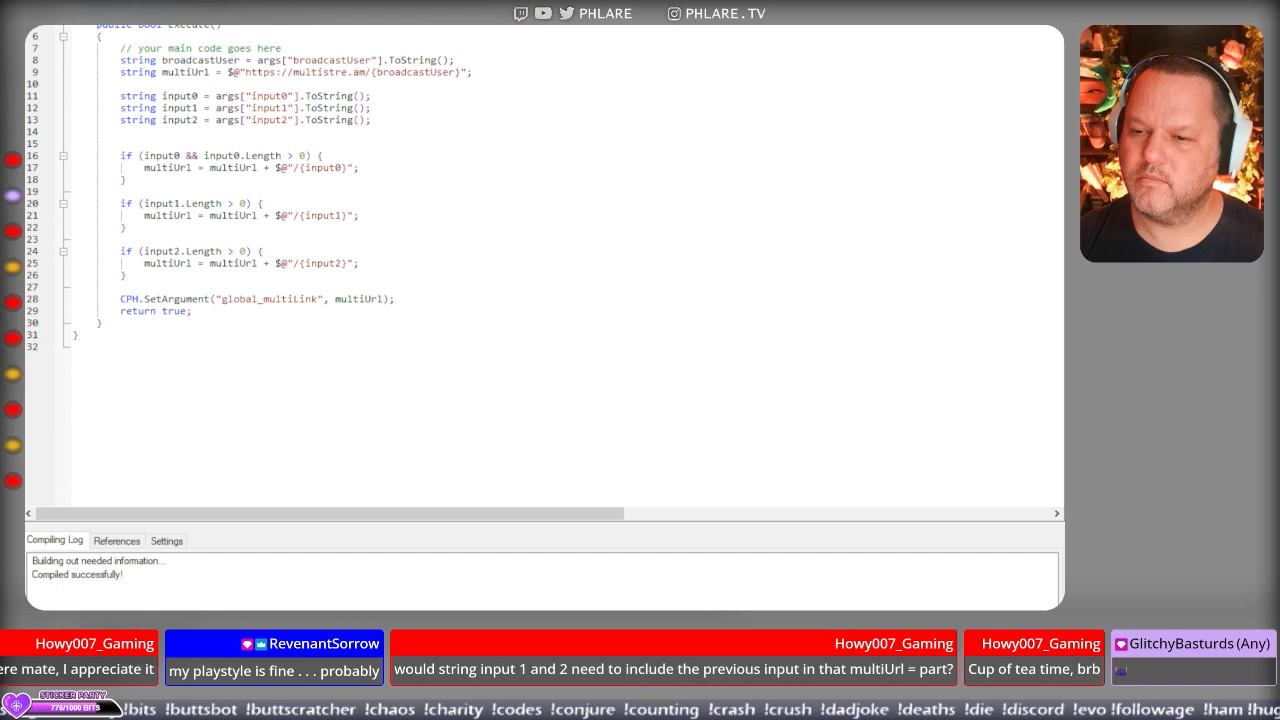 PHLARE PHLARE.TV
public bool Execute()
6 {
7 // your main code goes here
8 string broadcastUser = args["broadcastUser"].ToString();
9 string multiUrl = $@"https://multistre.am/{broadcastUser}";
10
11 string input0 = args["input0"].ToString();
12 string input1 = args["input1"].ToString();
13 string input2 = args["input2"].ToString();
14
15
16 if (input0 && input0.Length > 0) {
17 multiUrl = multiUrl + $@"/{input0}";
18 }
19
20 if (input1.Length > 0) {
21 multiUrl = multiUrl + $@"/{input1}";
22 }
23
24 if (input2.Length > 0) {
25 multiUrl = multiUrl + $@"/{input2}";
26 }
27
28 CPH.SetArgument("global_multiLink", multiUrl);
29 return true;
30 }
31 }
32
Compiling Log References Settings
Building out needed information...
Compiled successfully!
Howy007_Gaming RevenantSorrow Howy007_Gaming Howy007_Gaming GlitchyBasturds (Any)
ere mate, I appreciate it my playstyle is fine . . . probably would string input 1 and 2 need to include the previous input in that multiUrl = part? Cup of tea time, brb
STICKER PARTY
775/1000 BITS
!bits !buttsbot !buttscratcher !chaos !charity !codes !conjure !counting !crash !crush !dadjoke !deaths !die !discord !evo !followage !ham !hug